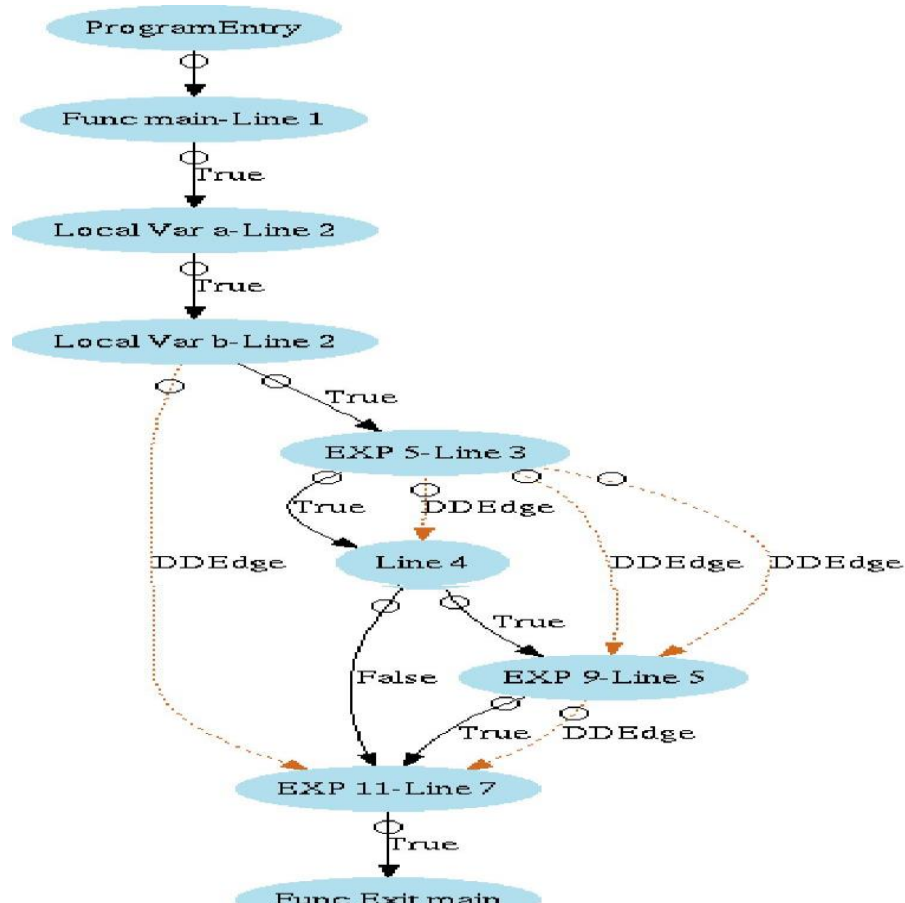 ProgramEntry
Func main-Line 1
True
Local Var a-Line 2
True
Local Var b-Line 2
True
EXP 5-Line 3
True
DDEdge
DDEdge
DDEdge
DDEdge
Line 4
True
False
EXP 9-Line 5
True
DDEdge
EXP 11-Line 7
True
Func Exit main